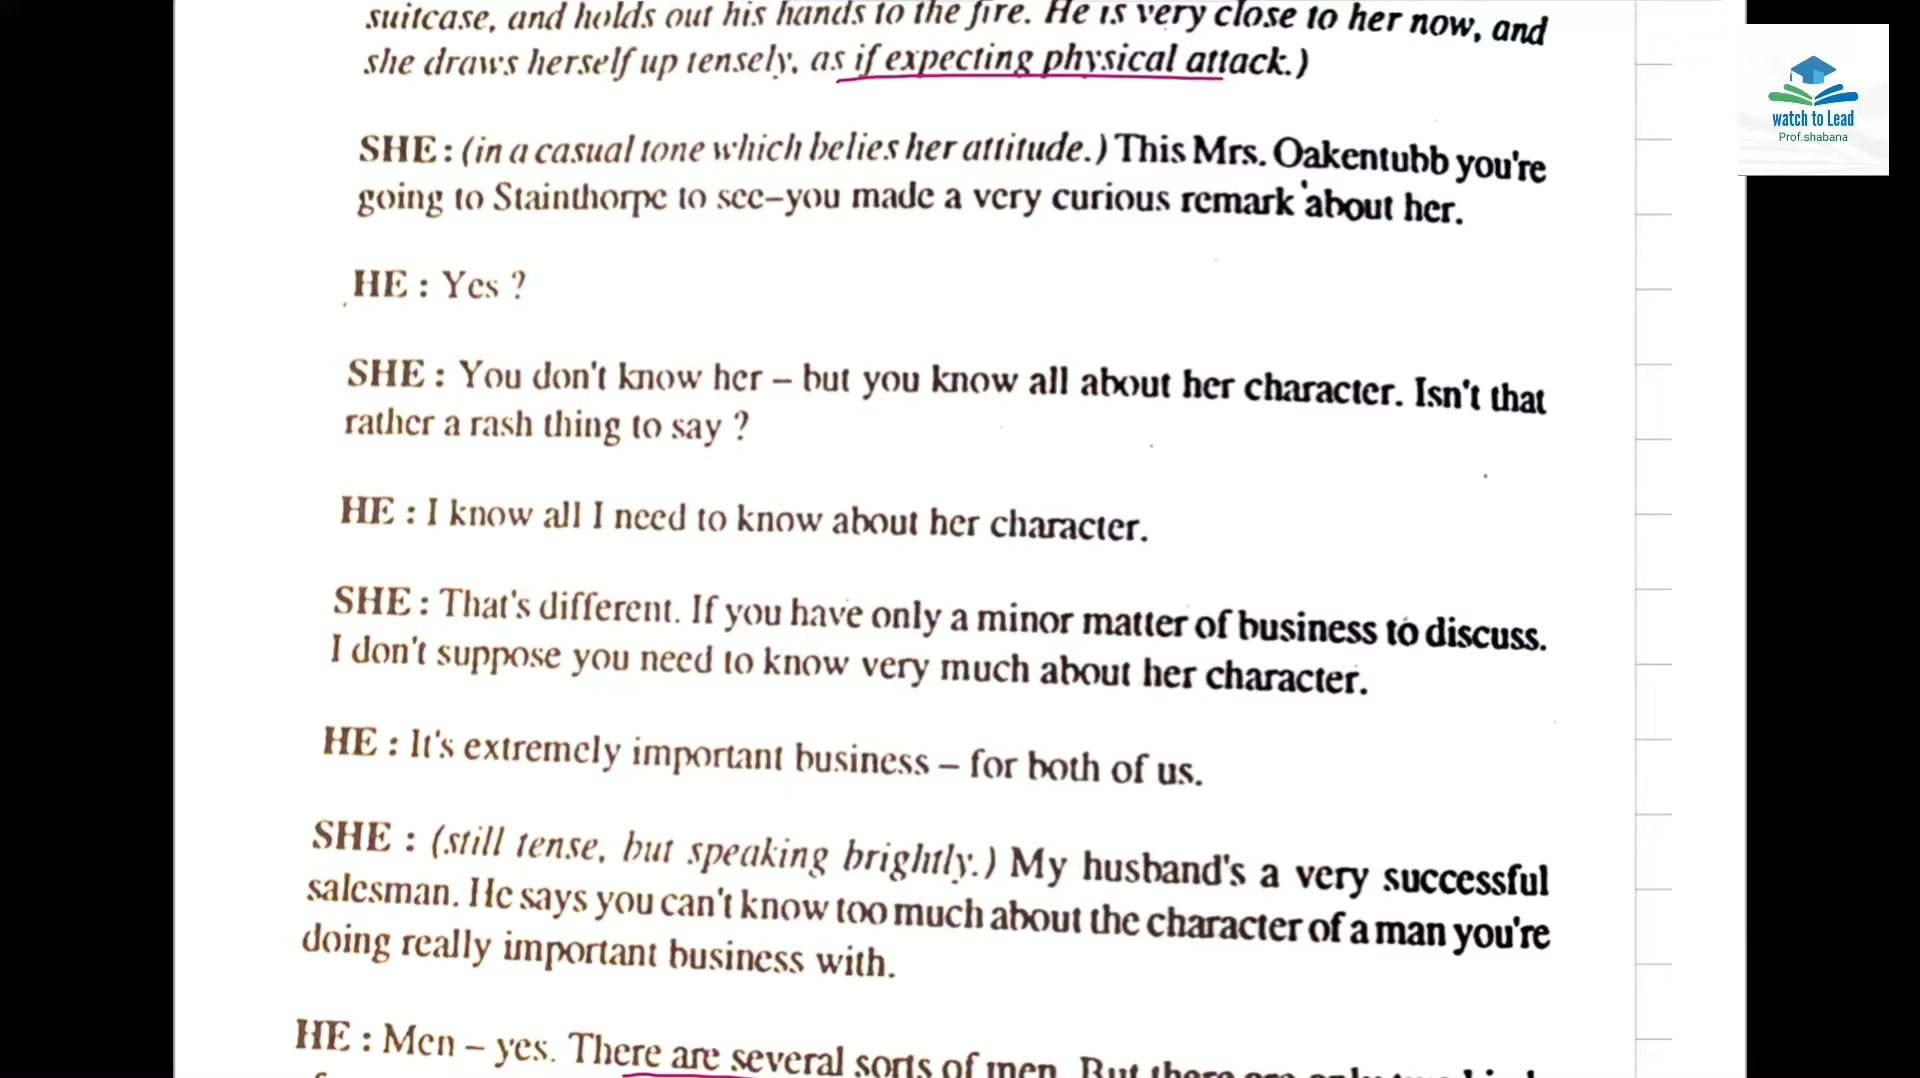 suitcase, and holds out his hands to the fire. He is very close to her now, and
she draws herself up tensely, as if expecting physical attack.)
watch to Lead
Prof.shabana
SHE : (in a casual tone which belies her attitude.) This Mrs. Oakentubb you're
going to Stainthorpe to see–you made a very curious remark about her.
HE : Yes ?
SHE : You don't know her – but you know all about her character. Isn't that
rather a rash thing to say ?
HE : I know all I need to know about her character.
SHE : That's different. If you have only a minor matter of business to discuss.
I don't suppose you need to know very much about her character.
HE : It's extremely important business – for both of us.
SHE : (still tense, but speaking brightly.) My husband's a very successful
salesman. He says you can't know too much about the character of a man you're
doing really important business with.
HE : Men – yes. There are several sorts of men. But there are only two